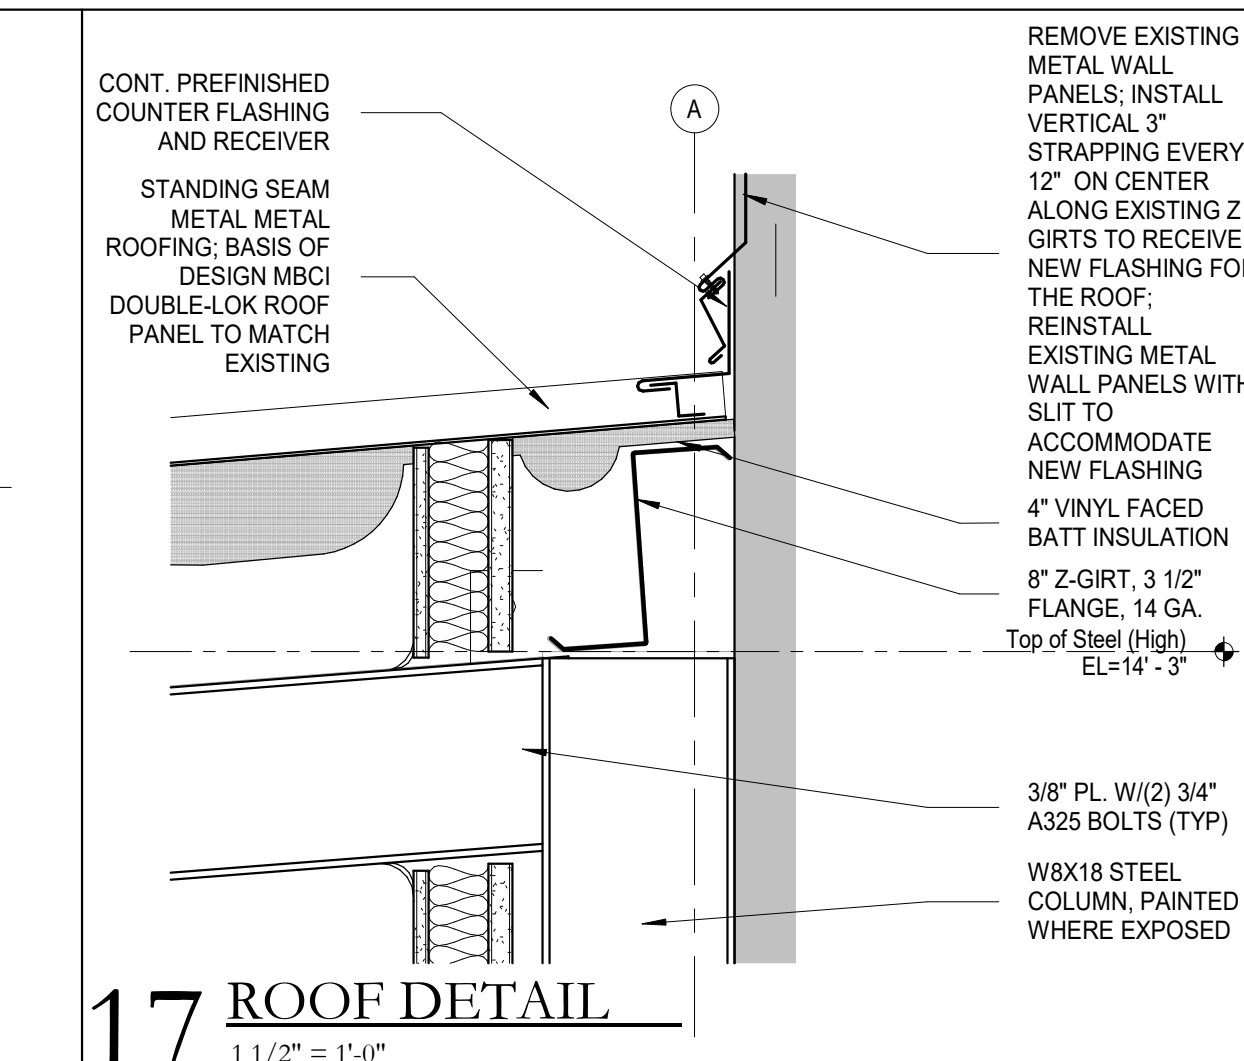 CONT. PREFINISHED
COUNTER FLASHING
AND RECEIVER
STANDING SEAM
METAL METAL
ROOFING; BASIS OF
DESIGN MBCI
DOUBLE-LOK ROOF
PANEL TO MATCH
EXISTING
A
REMOVE EXISTING
METAL WALL
PANELS; INSTALL
VERTICAL 3"
STRAPPING EVERY
12" ON CENTER
ALONG EXISTING Z
GIRTS TO RECEIVE
NEW FLASHING
THE ROOF;
REINSTALL
EXISTING METAL
WALL PANELS WITH
SLIT TO
ACCOMMODATE
NEW FLASHING
4" VINYL FACED
BATT INSULATION
8" Z-GIRT, 3 1/2"
FLANGE, 14 GA.
Top of Steel (High)
EL=14' - 3"
3/8" PL. W/(2) 3/4"
A325 BOLTS (TYP)
W8X18 STEEL
COLUMN, PAINTED
WHERE EXPOSED
17 ROOF DETAIL
1 1/2" = 1'-0"